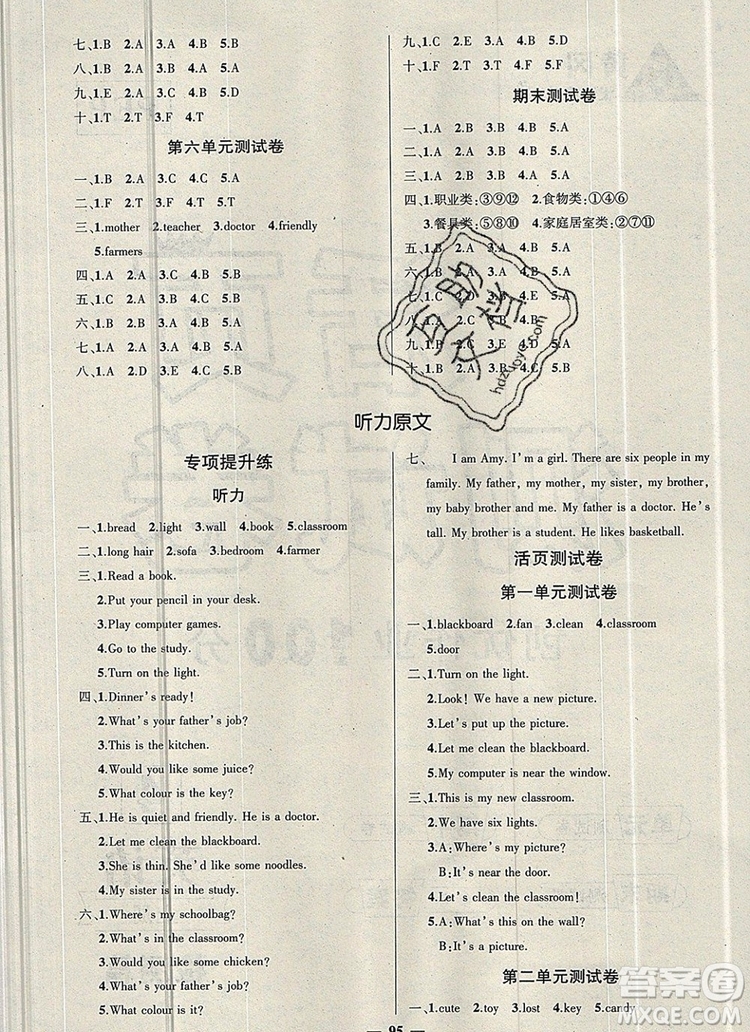 七、1.B 2.A 3.A 4.A 5.B
八、1.B 2.A 3.B 4.A 5.A
九、1.E 2.C 3.A 4.B 5.D
十、1.T 2.T 3.F 4.T
第六单元测试卷
一、1.A 2.B 3.C 4.B 5.A
二、1.F 2.F 3.T 4.T 5.T
三、1.mother 2.teacher 3.doctor 4.friendly
5.farmers
四、1.A 2.A 3.C 4.B 5.B
五、1.C 2.A 3.B 4.B 5.B
六、1.B 2.A 3.B 4.A 5.B
七、1.A 2.A 3.B 4.A 5.B
八、1.B 2.A 3.B 4.B 5.A
九、1.C 2.B 3.A 4.E 5.D
十、1.F 2.T 3.T 4.F 5.F
期末测试卷
一、1.A 2.B 3.A 4.B 5.A
二、1.A 2.B 3.B 4.A 5.B
三、1.A 2.A 3.B 4.B 5.A
四、1.职业类:③⑨⑫ 2.食物类:①④⑥
3.餐具类:⑤⑧⑩ 4.家庭居室类:②⑦⑪
五、1.B 2.A
六、1.B
七、1.C 2.D 3.E
八、1.A 2.B
九、1.C 2.A
十、1.A 2.A
听力原文
专项提升练
听力
一、1.bread 2.light 3.wall 4.book 5.classroom
二、1.long hair 2.sofa 3.bedroom 4.farmer
三、1.Read a book.
2.Put your pencil in your desk.
3.Play computer games.
4.Go to the study.
5.Turn on the light.
四、1.Dinner's ready!
2.What's your father's job?
3.This is the kitchen.
4.Would you like some juice?
5.What colour is the key?
五、1.He is quiet and friendly. He is a doctor.
2.Let me clean the blackboard.
3.She is thin. She'd like some noodles.
4.My sister is in the study.
六、1.Where's my schoolbag?
2.What's in the classroom?
3.Would you like some chicken?
4.What's your father's job?
5.What colour is it?
七、 I am Amy. I'm a girl. There are six people in my
family. My father, my mother, my sister, my brother,
my baby brother and me. My father is a doctor. He's
tall. My brother is a student. He likes basketball.
活页测试卷
第一单元测试卷
一、1.blackboard 2.fan 3.clean 4.classroom
5.door
二、1.Turn on the light.
2.Look! We have a new picture.
3.Let's put up the picture.
4.Let me clean the blackboard.
5.My computer is near the window.
三、1.This is my new classroom.
2.We have six lights.
3.A:Where's my picture?
B:It's near the door.
4.Let's clean the classroom!
5.A:What's this on the wall?
B:It's a picture.
第二单元测试卷
一、1.cute 2.toy 3.lost 4.key 5.candy
95
互助文档
hdzuoye.com
答案圈
MXQE.COM